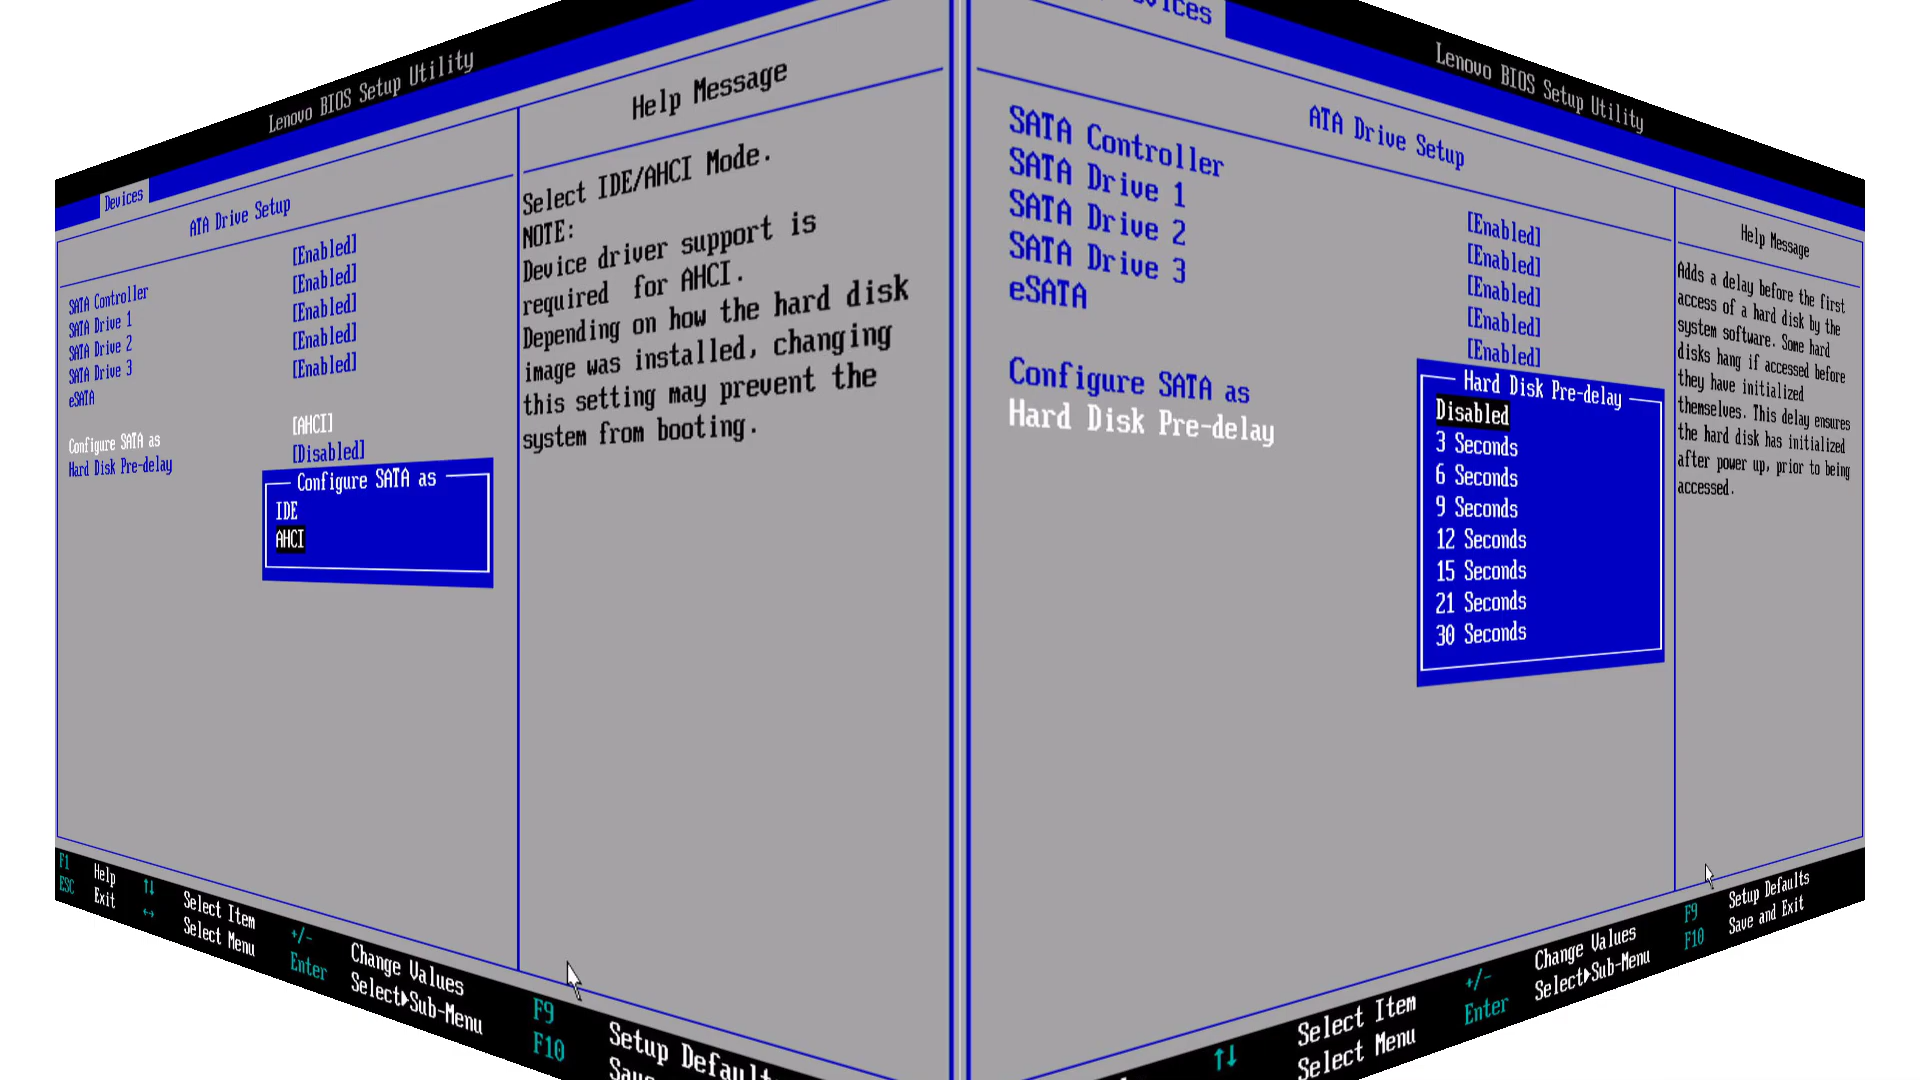 Lenovo BIOS Setup Utility
Devices
ATA Drive Setup
Help Message
SATA Controller [Enabled]
SATA Drive 1 [Enabled]
SATA Drive 2 [Enabled]
SATA Drive 3 [Enabled]
eSATA [Enabled]
Configure SATA as [AHCI]
Hard Disk Pre-delay [Disabled]
Configure SATA as
IDE
AHCI
Select IDE/AHCI Mode.
NOTE:
Device driver support is
required for AHCI.
Depending on how the hard disk
image was installed, changing
this setting may prevent the
system from booting.
F1 Help ↑↓ Select Item +/- Change Values F9 Setup Default
ESC Exit ↔ Select Menu Enter Select▶Sub-Menu F10
Lenovo BIOS Setup Utility
ATA Drive Setup
Help Message
SATA Controller [Enabled]
SATA Drive 1 [Enabled]
SATA Drive 2 [Enabled]
SATA Drive 3 [Enabled]
eSATA [Enabled]
Configure SATA as
Hard Disk Pre-delay
Hard Disk Pre-delay
Disabled
3 Seconds
6 Seconds
9 Seconds
12 Seconds
15 Seconds
21 Seconds
30 Seconds
Adds a delay before the first
access of a hard disk by the
system software. Some hard
disks hang if accessed before
they have initialized
themselves. This delay ensures
the hard disk has initialized
after power up, prior to being
accessed.
↑↓ Select Item +/- Change Values F9 Setup Defaults
Select Menu Enter Select▶Sub-Menu F10 Save and Exit